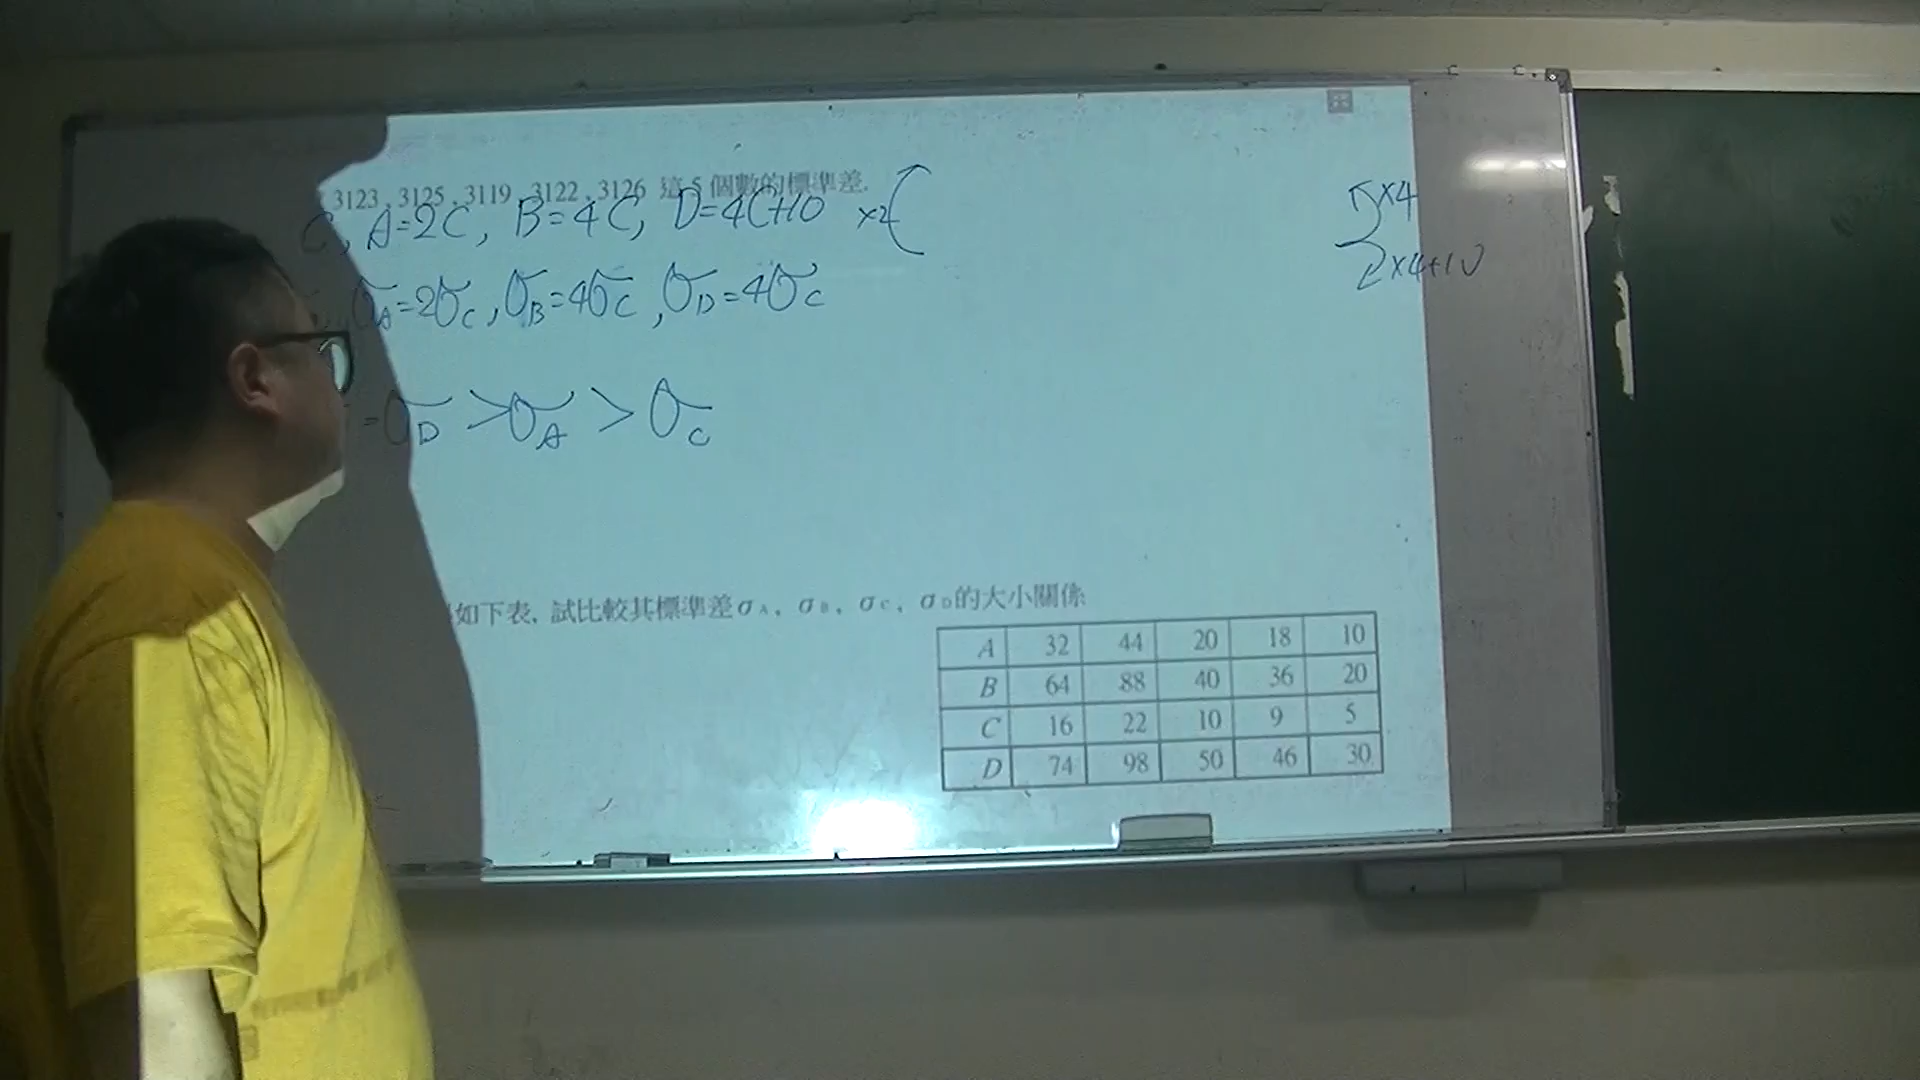 3123 , 3125 , 3119 , 3122 , 3126 這 5 個數的標準差.
C, A=2C, B=4C, D=4C+10 ×2
×4
×4+10
σA=2σC, σB=4σC, σD=4σC
=σD >σA > σC
如下表, 試比較其標準差σA , σB , σC , σD的大小關係
A 32 44 20 18 10
B 64 88 40 36 20
C 16 22 10 9 5
D 74 98 50 46 30